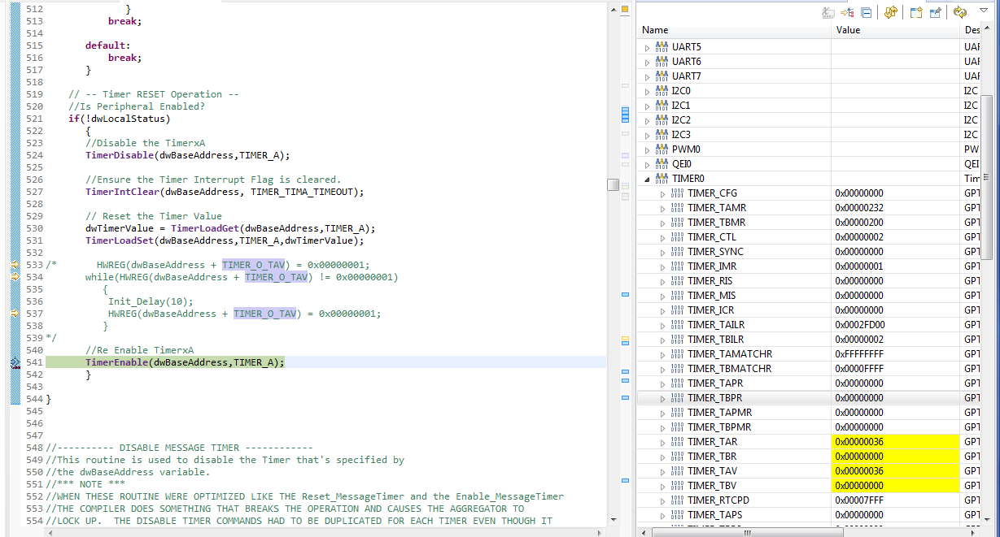 512 }
513 break;
514
515 default:
516 break;
517 }
518
519 // -- Timer RESET Operation --
520 //Is Peripheral Enabled?
521 if(!dwLocalStatus)
522 {
523 //Disable the TimerxA
524 TimerDisable(dwBaseAddress,TIMER_A);
525
526 //Ensure the Timer Interrupt Flag is cleared.
527 TimerIntClear(dwBaseAddress, TIMER_TIMA_TIMEOUT);
528
529 // Reset the Timer Value
530 dwTimerValue = TimerLoadGet(dwBaseAddress,TIMER_A);
531 TimerLoadSet(dwBaseAddress,TIMER_A,dwTimerValue);
532
533 /* HWREG(dwBaseAddress + TIMER_O_TAV) = 0x00000001;
534 while(HWREG(dwBaseAddress + TIMER_O_TAV) != 0x00000001)
535 {
536 Init_Delay(10);
537 HWREG(dwBaseAddress + TIMER_O_TAV) = 0x00000001;
538 }
539 */
540 //Re Enable TimerxA
541 TimerEnable(dwBaseAddress,TIMER_A);
542 }
543
544 }
545
546
547
548 //---------- DISABLE MESSAGE TIMER ------------
549 //This routine is used to disable the Timer that's specified by
550 //the dwBaseAddress variable.
551 //*** NOTE ***
552 //WHEN THESE ROUTINE WERE OPTIMIZED LIKE THE Reset_MessageTimer and the Enable_MessageTimer
553 //THE COMPILER DOES SOMETHING THAT BREAKS THE OPERATION AND CAUSES THE AGGREGATOR TO
554 //LOCK UP. THE DISABLE TIMER COMMANDS HAD TO BE DUPLICATED FOR EACH TIMER EVEN THOUGH IT
Name Value Des
UART5 UAR
UART6 UAR
UART7 UAR
I2C0 I2C
I2C1 I2C
I2C2 I2C
I2C3 I2C
PWM0 PW
QEI0 QEI
TIMER0 Tim
TIMER_CFG 0x00000000 GPT
TIMER_TAMR 0x00000232 GPT
TIMER_TBMR 0x00000200 GPT
TIMER_CTL 0x00000002 GPT
TIMER_SYNC 0x00000000 GPT
TIMER_IMR 0x00000001 GPT
TIMER_RIS 0x00000000 GPT
TIMER_MIS 0x00000000 GPT
TIMER_ICR 0x00000000 GPT
TIMER_TAILR 0x0002FD00 GPT
TIMER_TBILR 0x00000002 GPT
TIMER_TAMATCHR 0xFFFFFFFF GPT
TIMER_TBMATCHR 0x0000FFFF GPT
TIMER_TAPR 0x00000000 GPT
TIMER_TBPR 0x00000000 GPT
TIMER_TAPMR 0x00000000 GPT
TIMER_TBPMR 0x00000000 GPT
TIMER_TAR 0x00000036 GPT
TIMER_TBR 0x00000000 GPT
TIMER_TAV 0x00000036 GPT
TIMER_TBV 0x00000000 GPT
TIMER_RTCPD 0x00007FFF GPT
TIMER_TAPS 0x00000000 GPT